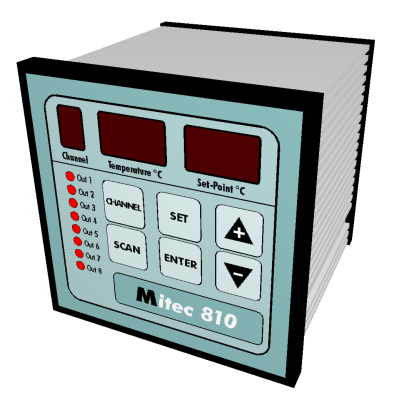 Channel
Temperature °C
Set-Point °C
Out 1
Out 2
Out 3
Out 4
Out 5
Out 6
Out 7
Out 8
CHANNEL
SET
+
SCAN
ENTER
−
Mitec 810